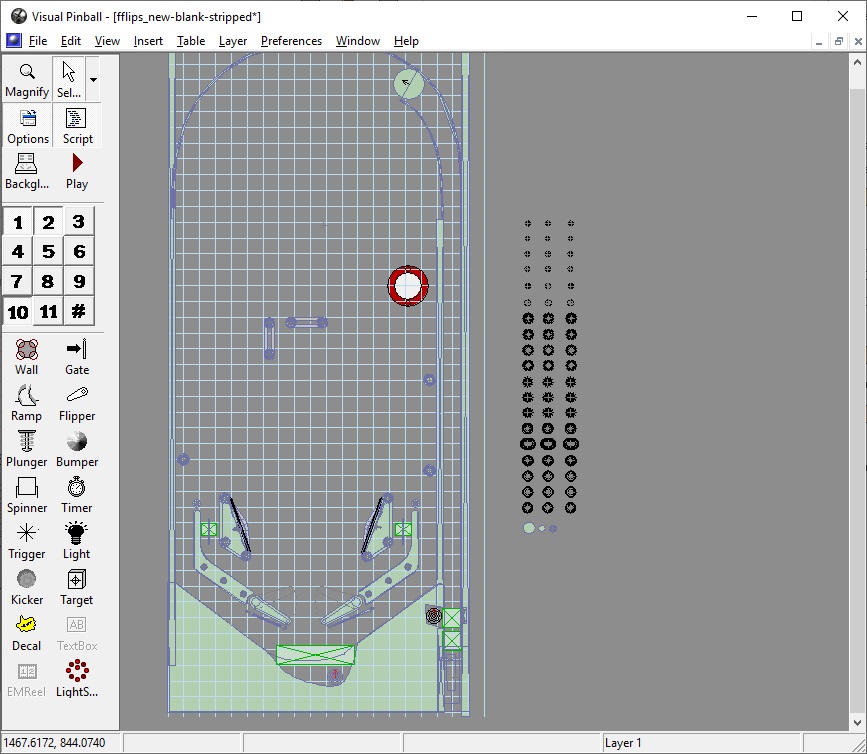 Visual Pinball - [fflips_new-blank-stripped*]
File Edit View Insert Table Layer Preferences Window Help
Magnify Sel...
Options Script
Backgl... Play
1 2 3
4 5 6
7 8 9
10 11 #
Wall Gate
Ramp Flipper
Plunger Bumper
Spinner Timer
Trigger Light
Kicker Target
AB
Decal TextBox
EMReel LightS...
1467.6172, 844.0740 Layer 1